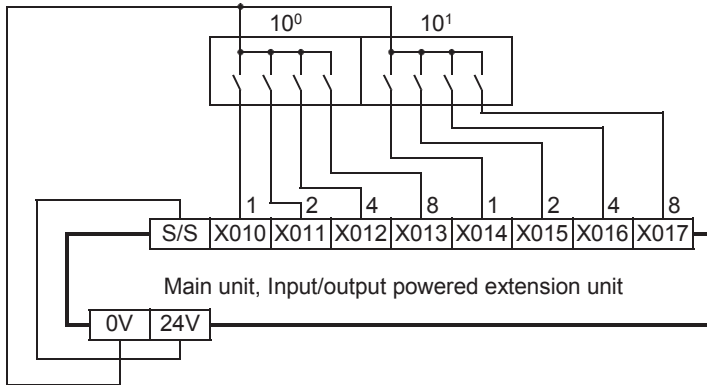 10⁰ 10¹
1 2 4 8 1 2 4 8
S/S X010 X011 X012 X013 X014 X015 X016 X017
Main unit, Input/output powered extension unit
0V 24V